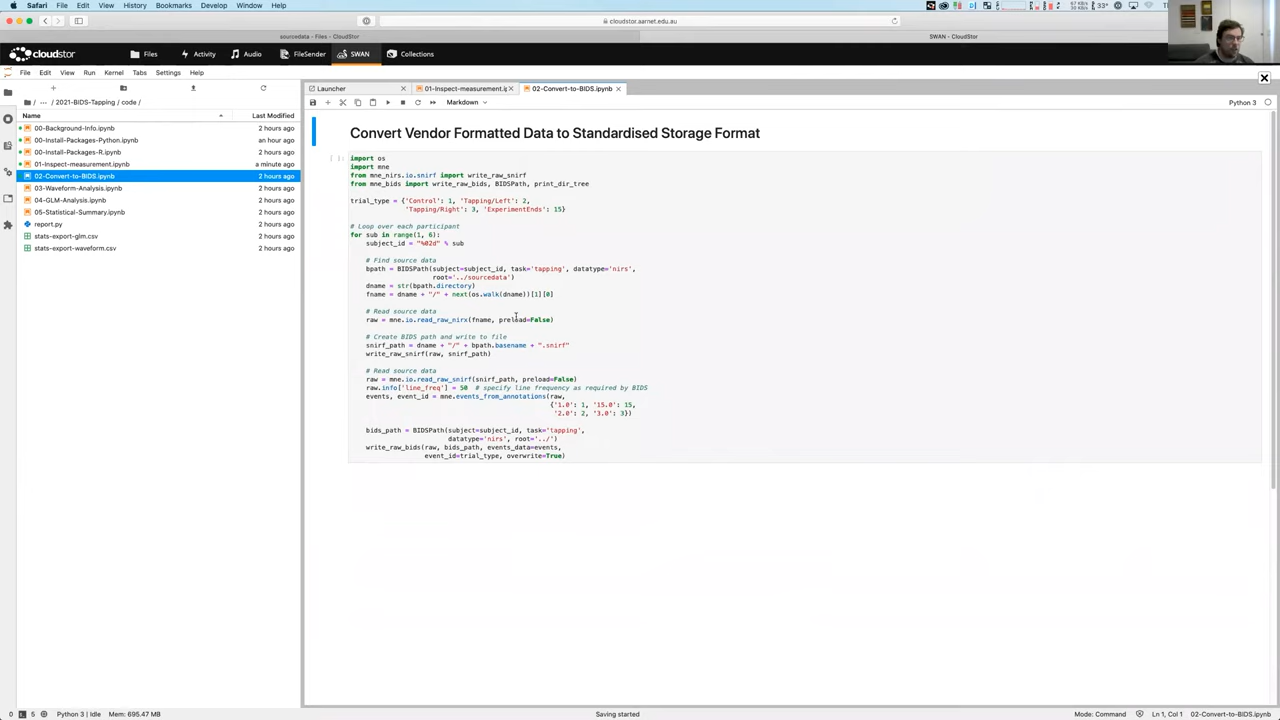 Safari File Edit View History Bookmarks Develop Window Help
cloudstor.aarnet.edu.au
sourcedata - Files - CloudStor
SWAN - CloudStor
cloudstor Files Activity Audio FileSender SWAN Collections
File Edit View Run Kernel Tabs Settings Help
/ ··· / 2021-BIDS-Tapping / code /
Name Last Modified
00-Background-Info.ipynb 2 hours ago
00-Install-Packages-Python.ipynb an hour ago
00-Install-Packages-R.ipynb 2 hours ago
01-Inspect-measurement.ipynb a minute ago
02-Convert-to-BIDS.ipynb 2 hours ago
03-Waveform-Analysis.ipynb 2 hours ago
04-GLM-Analysis.ipynb 2 hours ago
05-Statistical-Summary.ipynb 2 hours ago
report.py 2 hours ago
stats-export-glm.csv 2 hours ago
stats-export-waveform.csv 2 hours ago
Launcher
01-Inspect-measurement.ip
02-Convert-to-BIDS.ipynb
Markdown
Python 3
Convert Vendor Formatted Data to Standardised Storage Format
[ ]:
import os
import mne
from mne_nirs.io.snirf import write_raw_snirf
from mne_bids import write_raw_bids, BIDSPath, print_dir_tree
trial_type = {'Control': 1, 'Tapping/Left': 2,
'Tapping/Right': 3, 'ExperimentEnds': 15}
# Loop over each participant
for sub in range(1, 6):
subject_id = "%02d" % sub
# Find source data
bpath = BIDSPath(subject=subject_id, task='tapping', datatype='nirs',
root='../sourcedata')
dname = str(bpath.directory)
fname = dname + "/" + next(os.walk(dname))[1][0]
# Read source data
raw = mne.io.read_raw_nirx(fname, preload=False)
# Create BIDS path and write to file
snirf_path = dname + "/" + bpath.basename + ".snirf"
write_raw_snirf(raw, snirf_path)
# Read source data
raw = mne.io.read_raw_snirf(snirf_path, preload=False)
raw.info['line_freq'] = 50 # specify line frequency as required by BIDS
events, event_id = mne.events_from_annotations(raw,
{'1.0': 1, '15.0': 15,
'2.0': 2, '3.0': 3})
bids_path = BIDSPath(subject=subject_id, task='tapping',
datatype='nirs', root='../')
write_raw_bids(raw, bids_path, events_data=events,
event_id=trial_type, overwrite=True)
0 5 Python 3 | Idle Mem: 695.47 MB
Saving started
Mode: Command
Ln 1, Col 1
02-Convert-to-BIDS.ipynb